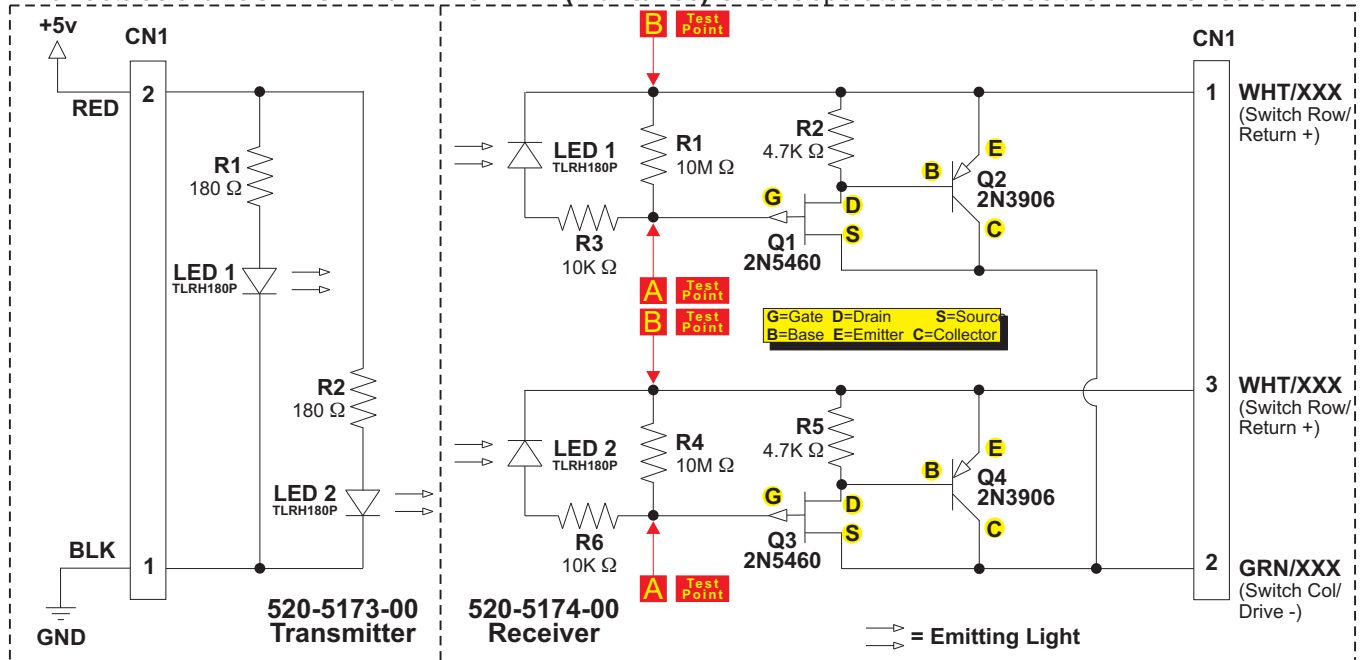 B Test Point
+5v
CN1
CN1
RED
2
R1
180 Ω
LED 1
TLRH180P
R2
180 Ω
LED 2
TLRH180P
BLK
1
GND
520-5173-00
Transmitter
LED 1
TLRH180P
R1
10M Ω
R2
4.7K Ω
R3
10K Ω
G
D
S
Q1
2N5460
B
E
C
Q2
2N3906
1
WHT/XXX
(Switch Row/
Return +)
A Test Point
B Test Point
G=Gate D=Drain S=Source
B=Base E=Emitter C=Collector
LED 2
TLRH180P
R4
10M Ω
R5
4.7K Ω
R6
10K Ω
G
D
S
Q3
2N5460
B
E
C
Q4
2N3906
3
WHT/XXX
(Switch Row/
Return +)
A Test Point
2
GRN/XXX
(Switch Col/
Drive -)
520-5174-00
Receiver
= Emitting Light